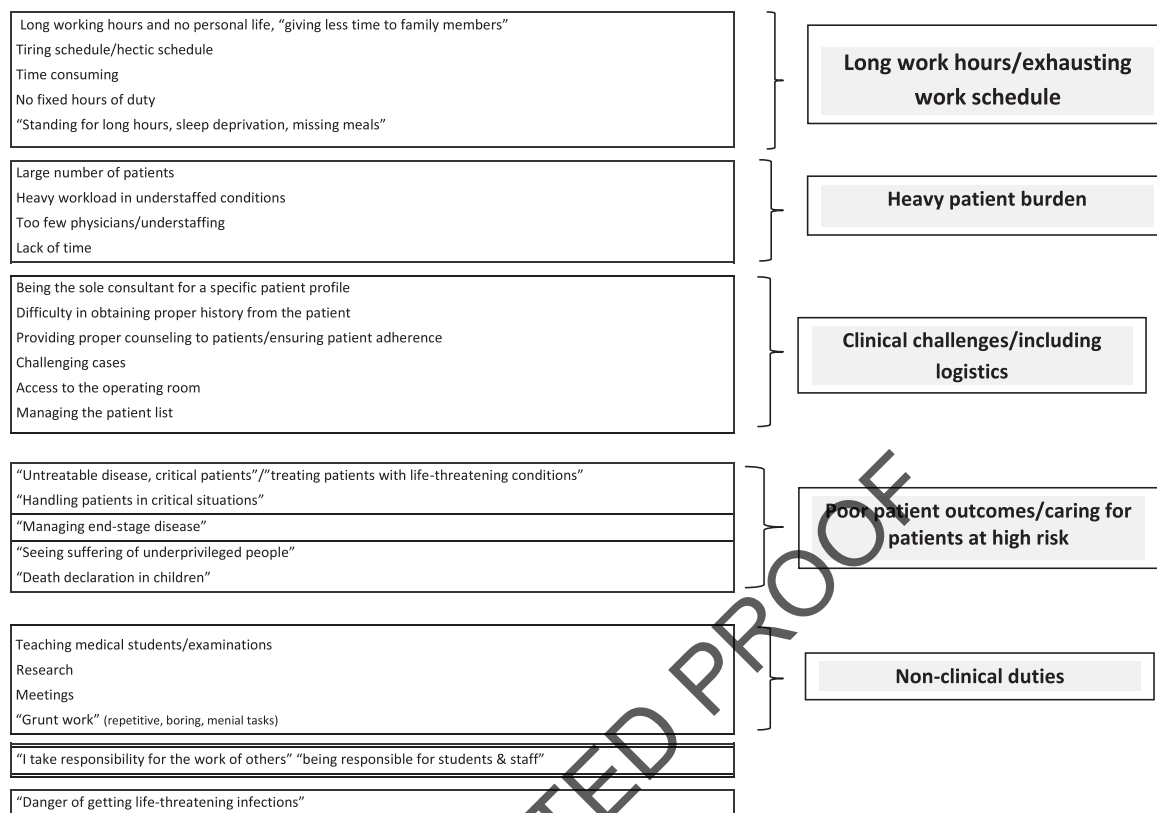 Long working hours and no personal life, “giving less time to family members”
Tiring schedule/hectic schedule
Time consuming
No fixed hours of duty
“Standing for long hours, sleep deprivation, missing meals”
Long work hours/exhausting
work schedule
Large number of patients
Heavy workload in understaffed conditions
Too few physicians/understaffing
Lack of time
Heavy patient burden
Being the sole consultant for a specific patient profile
Difficulty in obtaining proper history from the patient
Providing proper counseling to patients/ensuring patient adherence
Challenging cases
Access to the operating room
Managing the patient list
Clinical challenges/including
logistics
“Untreatable disease, critical patients”/”treating patients with life-threatening conditions”
“Handling patients in critical situations”
“Managing end-stage disease”
“Seeing suffering of underprivileged people”
“Death declaration in children”
Poor patient outcomes/caring for
patients at high risk
Teaching medical students/examinations
Research
Meetings
“Grunt work” (repetitive, boring, menial tasks)
Non-clinical duties
“I take responsibility for the work of others” “being responsible for students & staff”
“Danger of getting life-threatening infections”
TED PROOF